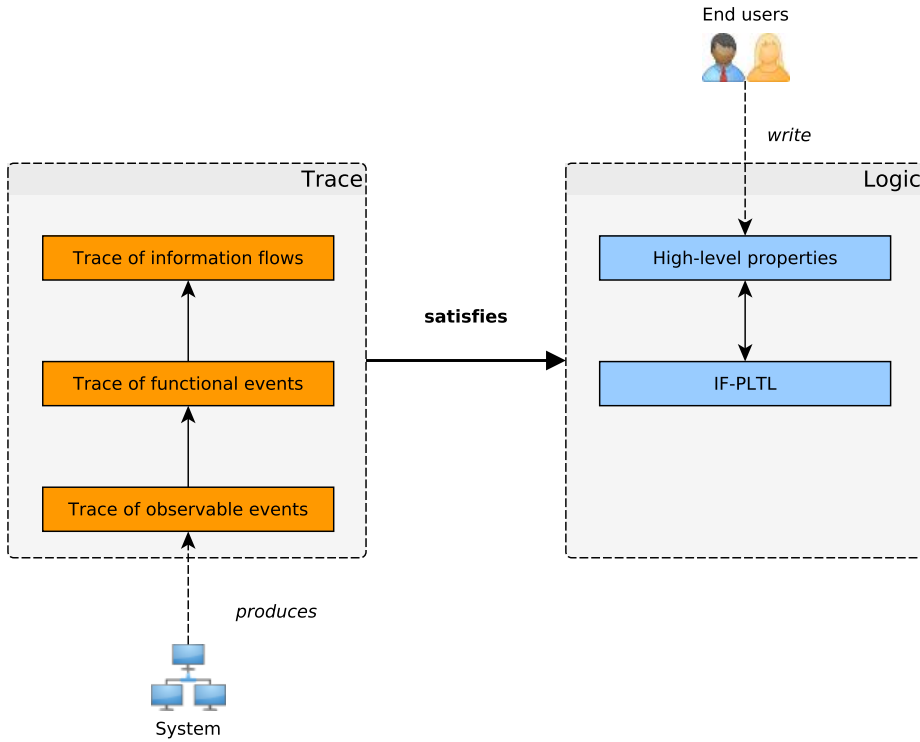 End users
write
Trace
Logic
Trace of information flows
High-level properties
satisfies
Trace of functional events
IF-PLTL
Trace of observable events
produces
System